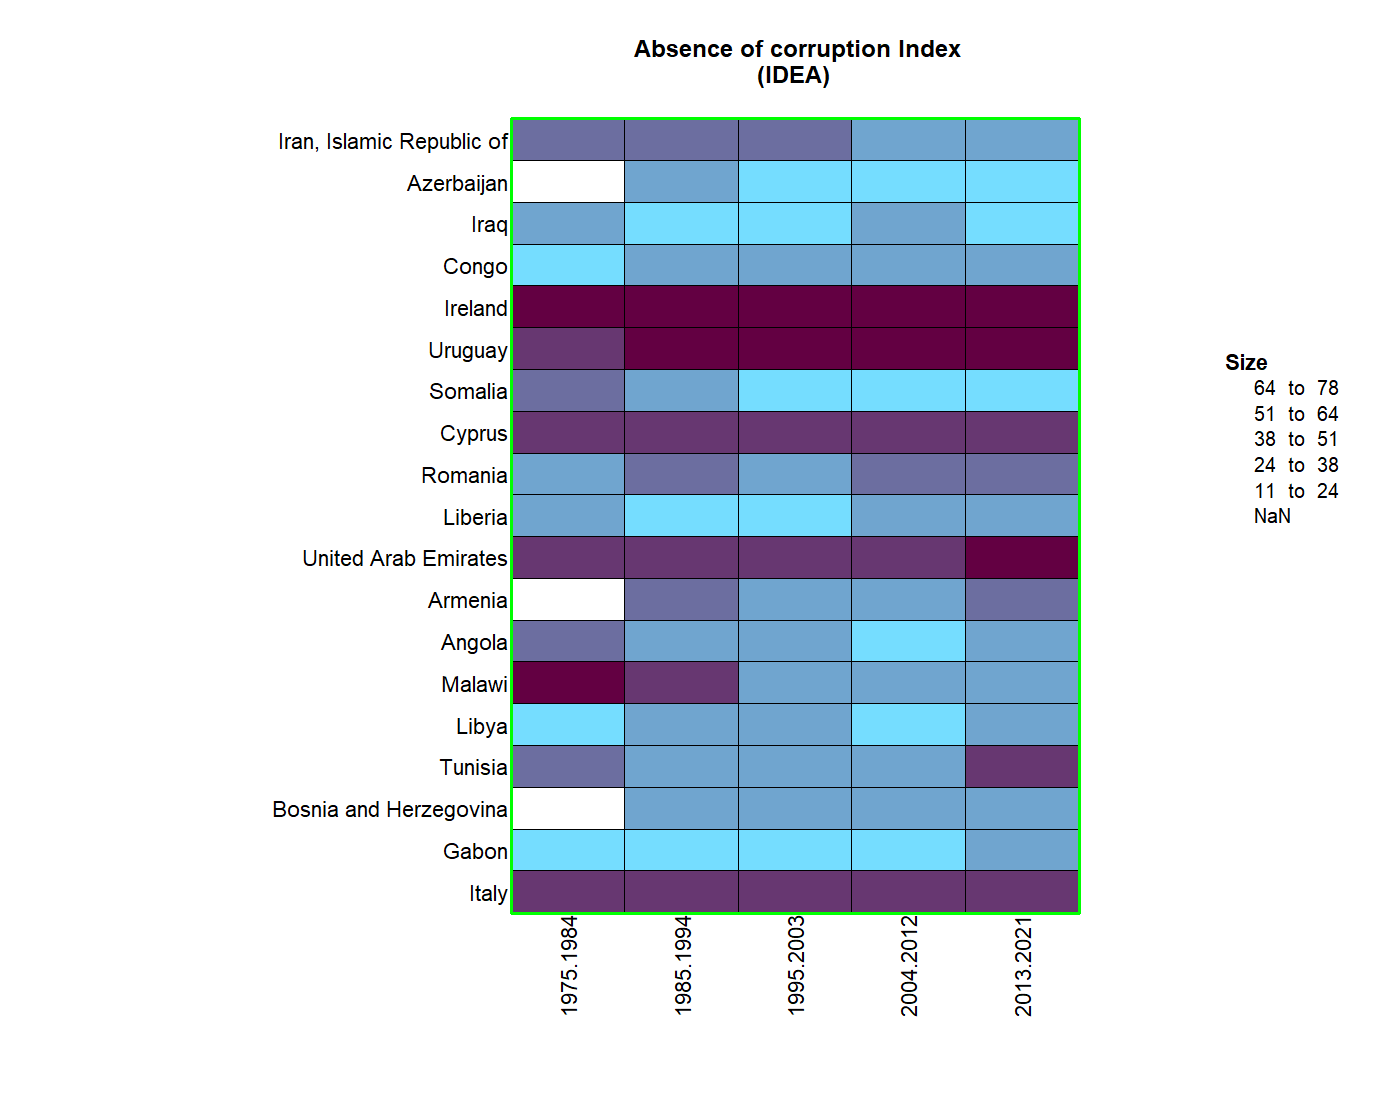 Absence of corruption Index
(IDEA)
Iran, Islamic Republic of
Azerbaijan
Iraq
Congo
Ireland
Uruguay
Somalia
Cyprus
Romania
Liberia
United Arab Emirates
Armenia
Angola
Malawi
Libya
Tunisia
Bosnia and Herzegovina
Gabon
Italy
1975.1984
1985.1994
1995.2003
2004.2012
2013.2021
Size
64 to 78
51 to 64
38 to 51
24 to 38
11 to 24
NaN